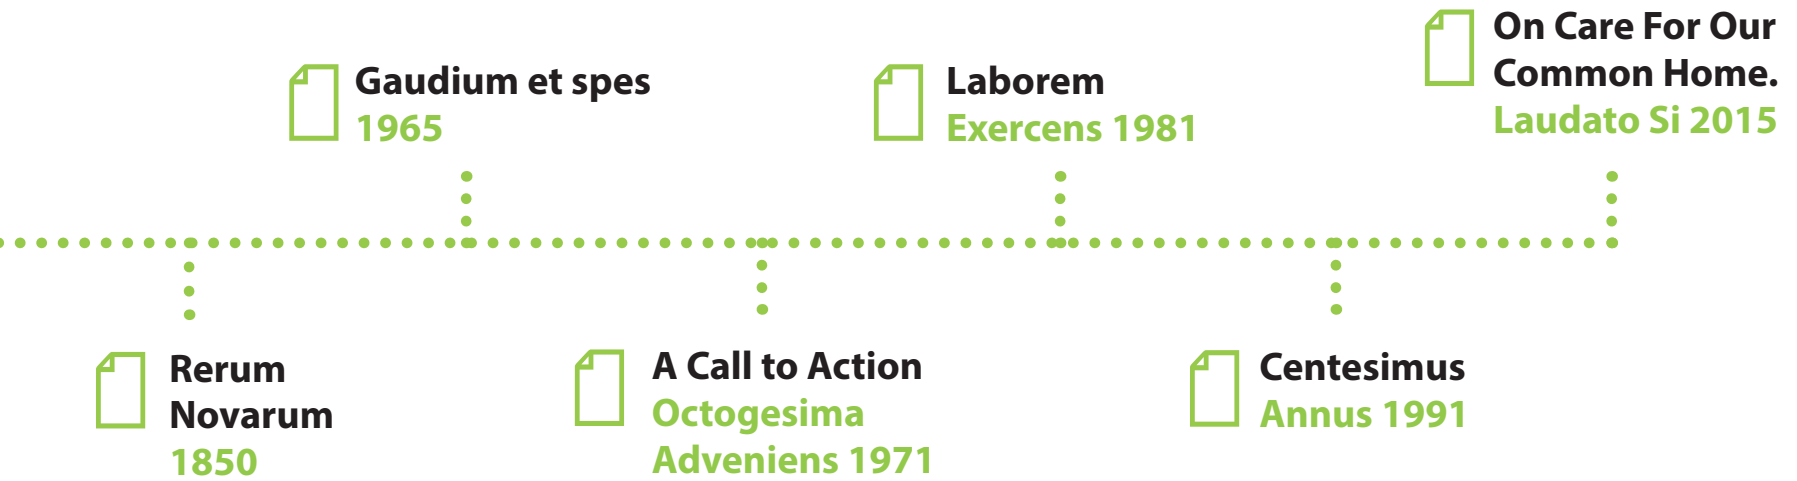 Gaudium et spes
1965
Laborem
Exercens 1981
On Care For Our
Common Home.
Laudato Si 2015
Rerum
Novarum
1850
A Call to Action
Octogesima
Adveniens 1971
Centesimus
Annus 1991